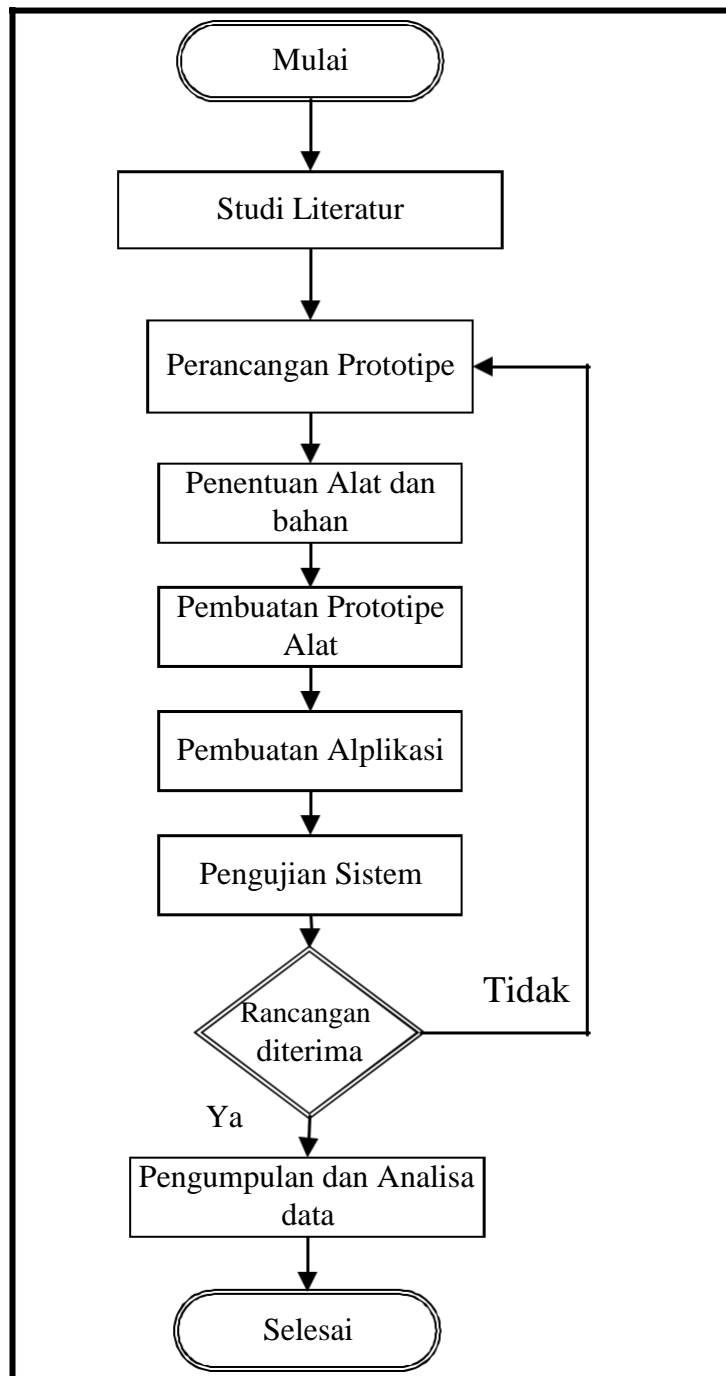 Mulai
Studi Literatur
Perancangan Prototipe
Penentuan Alat dan
bahan
Pembuatan Prototipe
Alat
Pembuatan Alplikasi
Pengujian Sistem
Rancangan
diterima
Tidak
Ya
Pengumpulan dan Analisa
data
Selesai